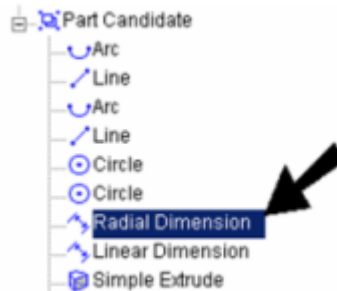 Part Candidate
Arc
Line
Arc
Line
Circle
Circle
Radial Dimension
Linear Dimension
Simple Extrude